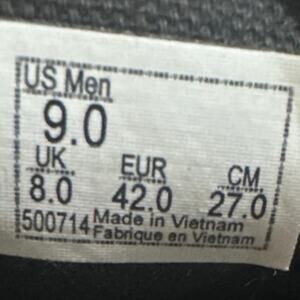 US Men
9.0
UK EUR CM
8.0 42.0 27.0
500714 Made in Vietnam
Fabrique en Vietnam